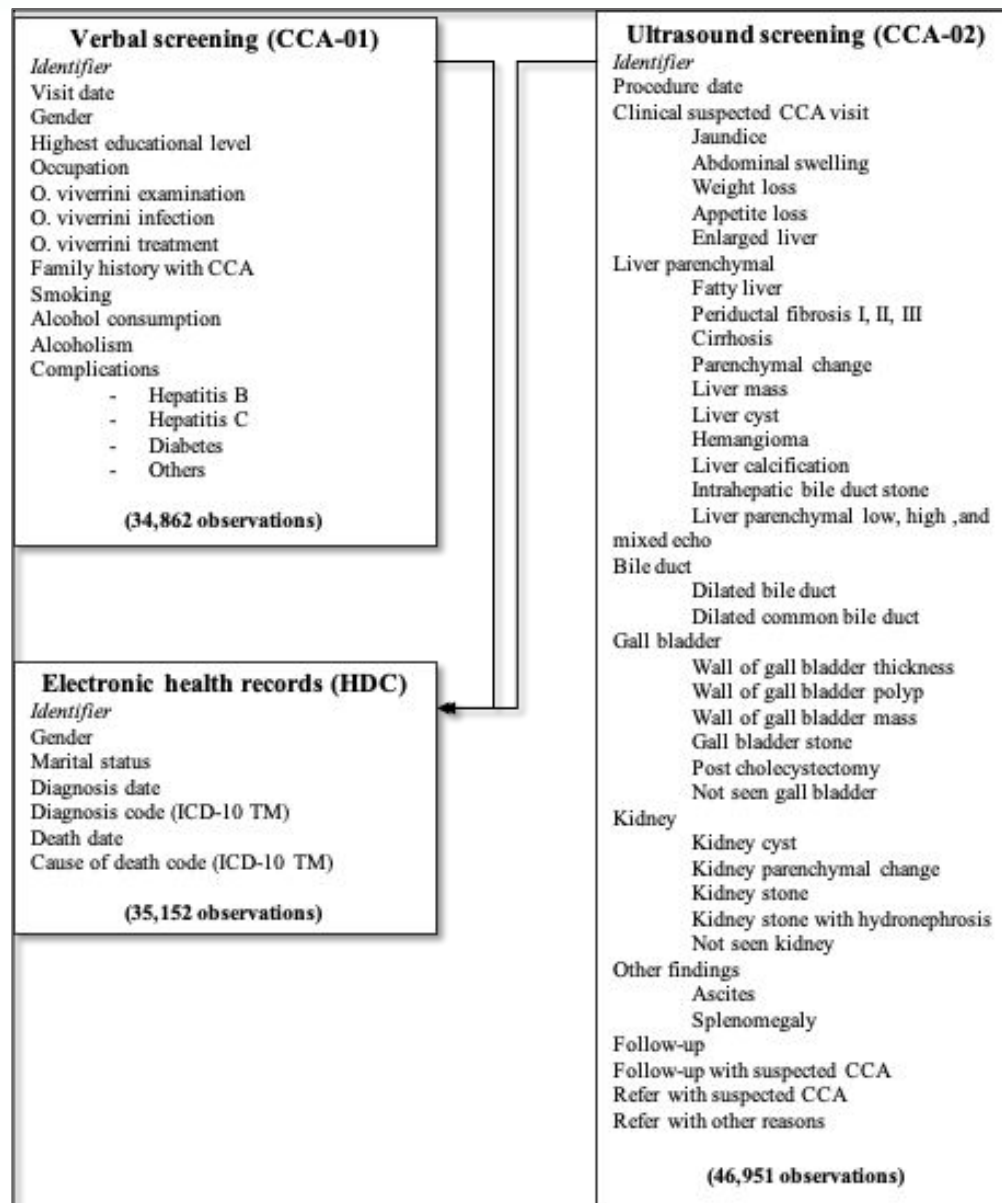 Verbal screening (CCA-01)
Identifier
Visit date
Gender
Highest educational level
Occupation
O. viverrini examination
O. viverrini infection
O. viverrini treatment
Family history with CCA
Smoking
Alcohol consumption
Alcoholism
Complications
- Hepatitis B
- Hepatitis C
- Diabetes
- Others
(34,862 observations)
Electronic health records (HDC)
Identifier
Gender
Marital status
Diagnosis date
Diagnosis code (ICD-10 TM)
Death date
Cause of death code (ICD-10 TM)
(35,152 observations)
Ultrasound screening (CCA-02)
Identifier
Procedure date
Clinical suspected CCA visit
Jaundice
Abdominal swelling
Weight loss
Appetite loss
Enlarged liver
Liver parenchymal
Fatty liver
Periductal fibrosis I, II, III
Cirrhosis
Parenchymal change
Liver mass
Liver cyst
Hemangioma
Liver calcification
Intrahepatic bile duct stone
Liver parenchymal low, high ,and
mixed echo
Bile duct
Dilated bile duct
Dilated common bile duct
Gall bladder
Wall of gall bladder thickness
Wall of gall bladder polyp
Wall of gall bladder mass
Gall bladder stone
Post cholecystectomy
Not seen gall bladder
Kidney
Kidney cyst
Kidney parenchymal change
Kidney stone
Kidney stone with hydronephrosis
Not seen kidney
Other findings
Ascites
Splenomegaly
Follow-up
Follow-up with suspected CCA
Refer with suspected CCA
Refer with other reasons
(46,951 observations)